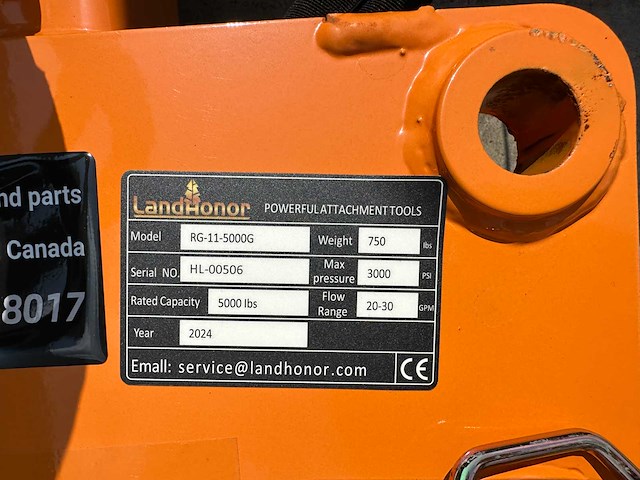 nd parts
Canada
8017
LandHonor POWERFUL ATTACHMENT TOOLS
Model RG-11-5000G Weight 750 lbs
Serial NO. HL-00506 Max pressure 3000 PSI
Rated Capacity 5000 lbs Flow Range 20-30 GPM
Year 2024
Email: service@landhonor.com CE